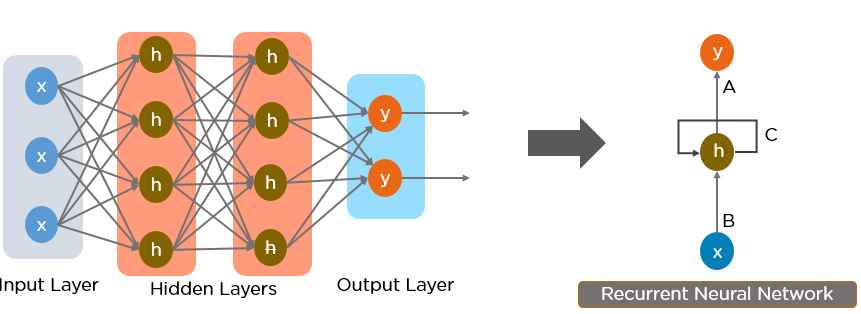 x
x
x
h
h
h
h
h
h
h
h
y
y
Input Layer
Hidden Layers
Output Layer
y
A
h
C
B
x
Recurrent Neural Network